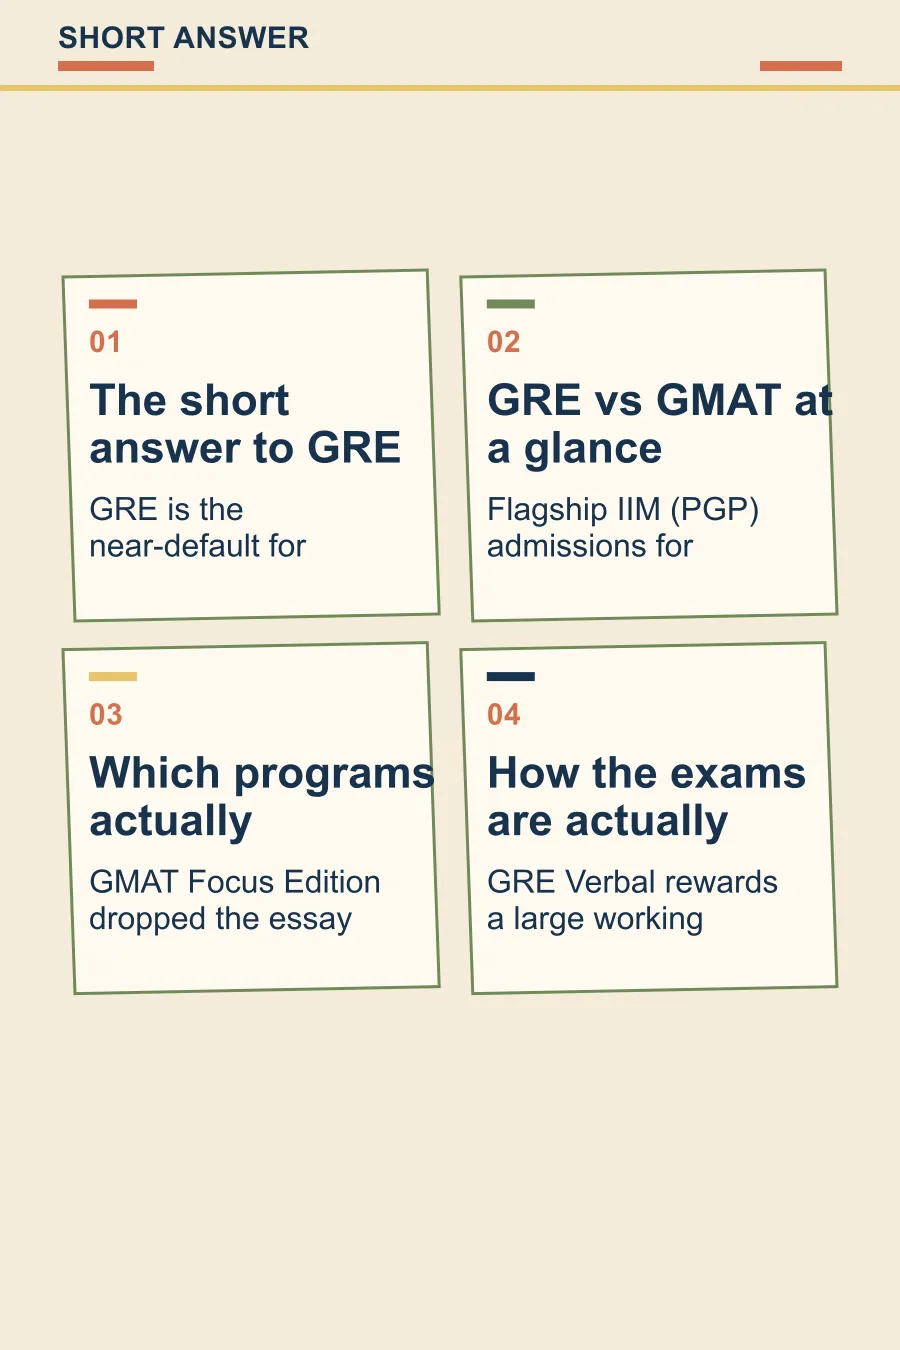 SHORT ANSWER
01
The short
answer to GRE
GRE is the
near-default for
02
GRE vs GMAT at
a glance
Flagship IIM (PGP)
admissions for
03
Which programs
actually
GMAT Focus Edition
dropped the essay
04
How the exams
are actually
GRE Verbal rewards
a large working